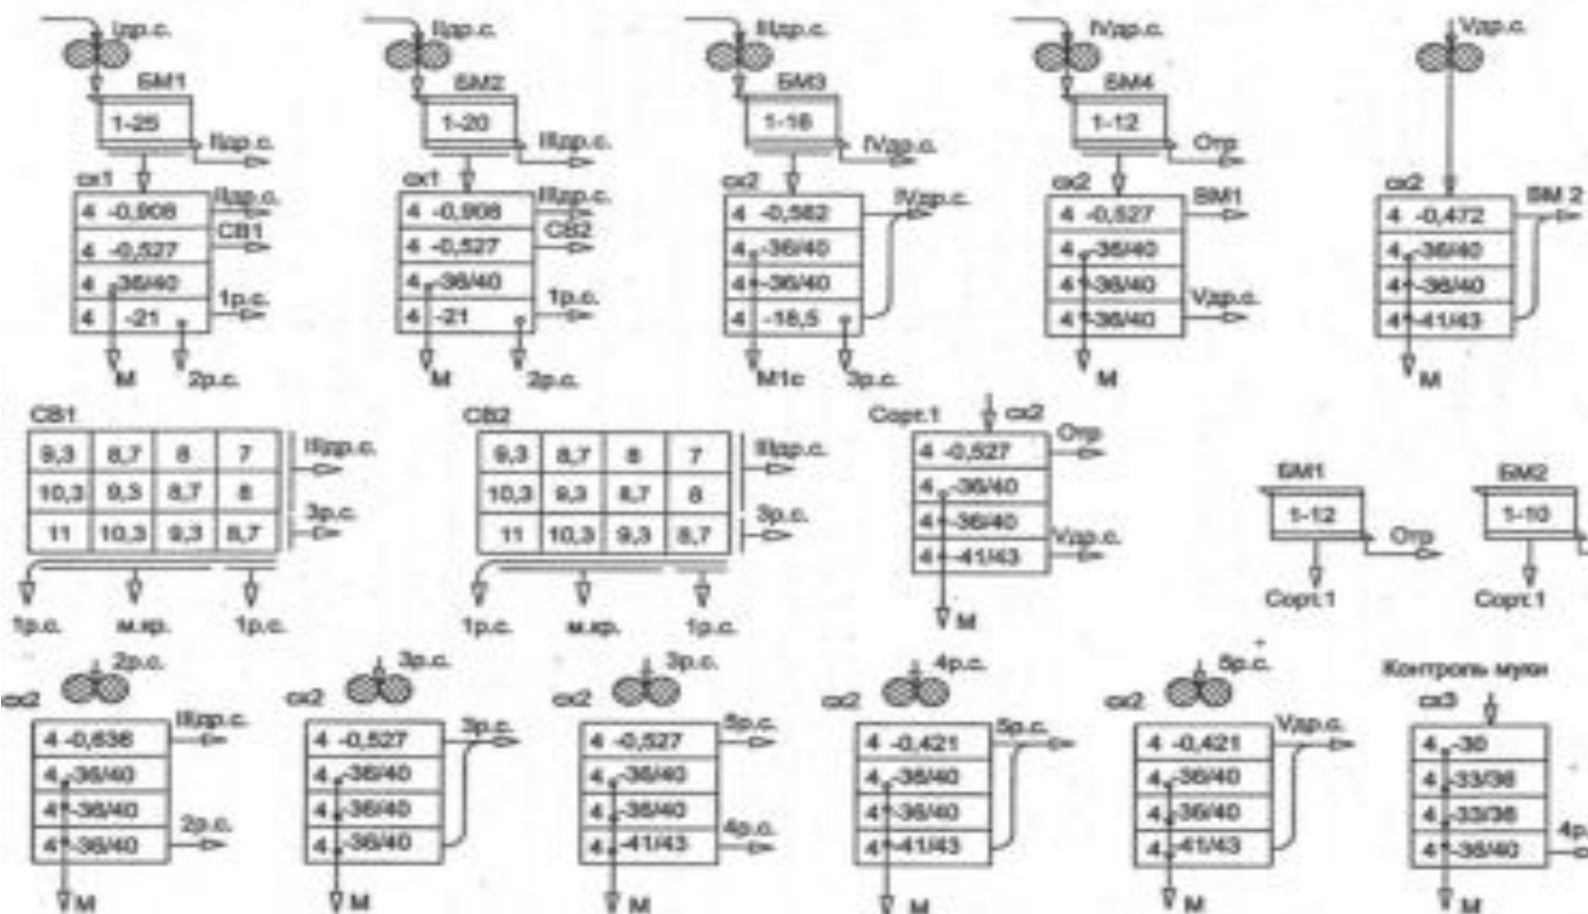 Iдр.с. IIдр.с. IIIдр.с. IVдр.с. Vдр.с.
БМ1 БМ2 БМ3 БМ4
1-25 1-20 1-16 1-12
IIдр.с. IIIдр.с. IVдр.с. Отр
сх1 сх1 сх2 сх2 сх2
4 -0,908 IIдр.с. 4 -0,908 IIIдр.с. 4 -0,562 IVдр.с. 4 -0,527 ВМ1 4 -0,472 ВМ 2
4 -0,527 СВ1 4 -0,527 СВ2 4 -36/40 4 -36/40 4 -36/40
4 -36/40 4 -36/40 4 -36/40 4 -36/40 4 -36/40
4 -21 1р.с. 4 -21 1р.с. 4 -18,5 4 -36/40 Vдр.с. 4 -41/43
М 2р.с. М 2р.с. М1с 3р.с. М М
СВ1 СВ2 Сорт.1 сх2
9,3 8,7 8 7 IIIдр.с. 9,3 8,7 8 7 IIIдр.с. 4 -0,527 Отр
10,3 9,3 8,7 8 10,3 9,3 8,7 8 4 -36/40 БМ1 БМ2
11 10,3 9,3 8,7 3р.с. 11 10,3 9,3 8,7 3р.с. 4 -36/40 1-12 1-10
4 -41/43 Vдр.с. Отр
1р.с. м.кр. 1р.с. 1р.с. м.кр. 1р.с. М Сорт.1 Сорт.1
2р.с. 3р.с. 3р.с. 4р.с. 5р.с. Контроль муки
сх2 сх2 сх2 сх2 сх2 сх3
4 -0,636 IIIдр.с. 4 -0,527 3р.с. 4 -0,527 5р.с. 4 -0,421 5р.с. 4 -0,421 Vдр.с. 4 -30
4 -36/40 4 -36/40 4 -36/40 4 -36/40 4 -36/40 4 -33/36
4 -36/40 4 -36/40 4 -36/40 4 -36/40 4 -36/40 4 -33/36
4 -36/40 2р.с. 4 -36/40 4 -41/43 4р.с. 4 -41/43 4 -41/43 4 -36/40 4р.
М М М М М М